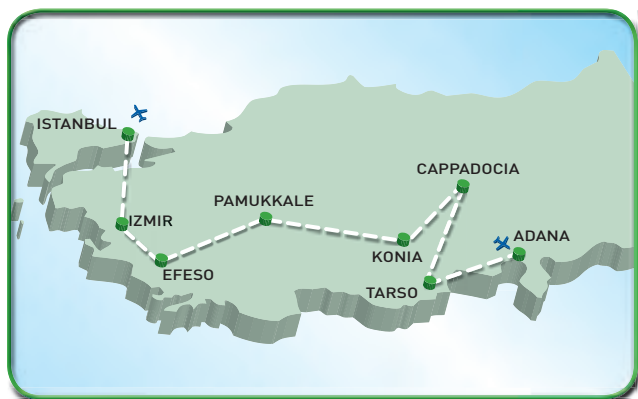 ISTANBUL
CAPPADOCIA
PAMUKKALE
IZMIR
ADANA
KONIA
EFESO
TARSO